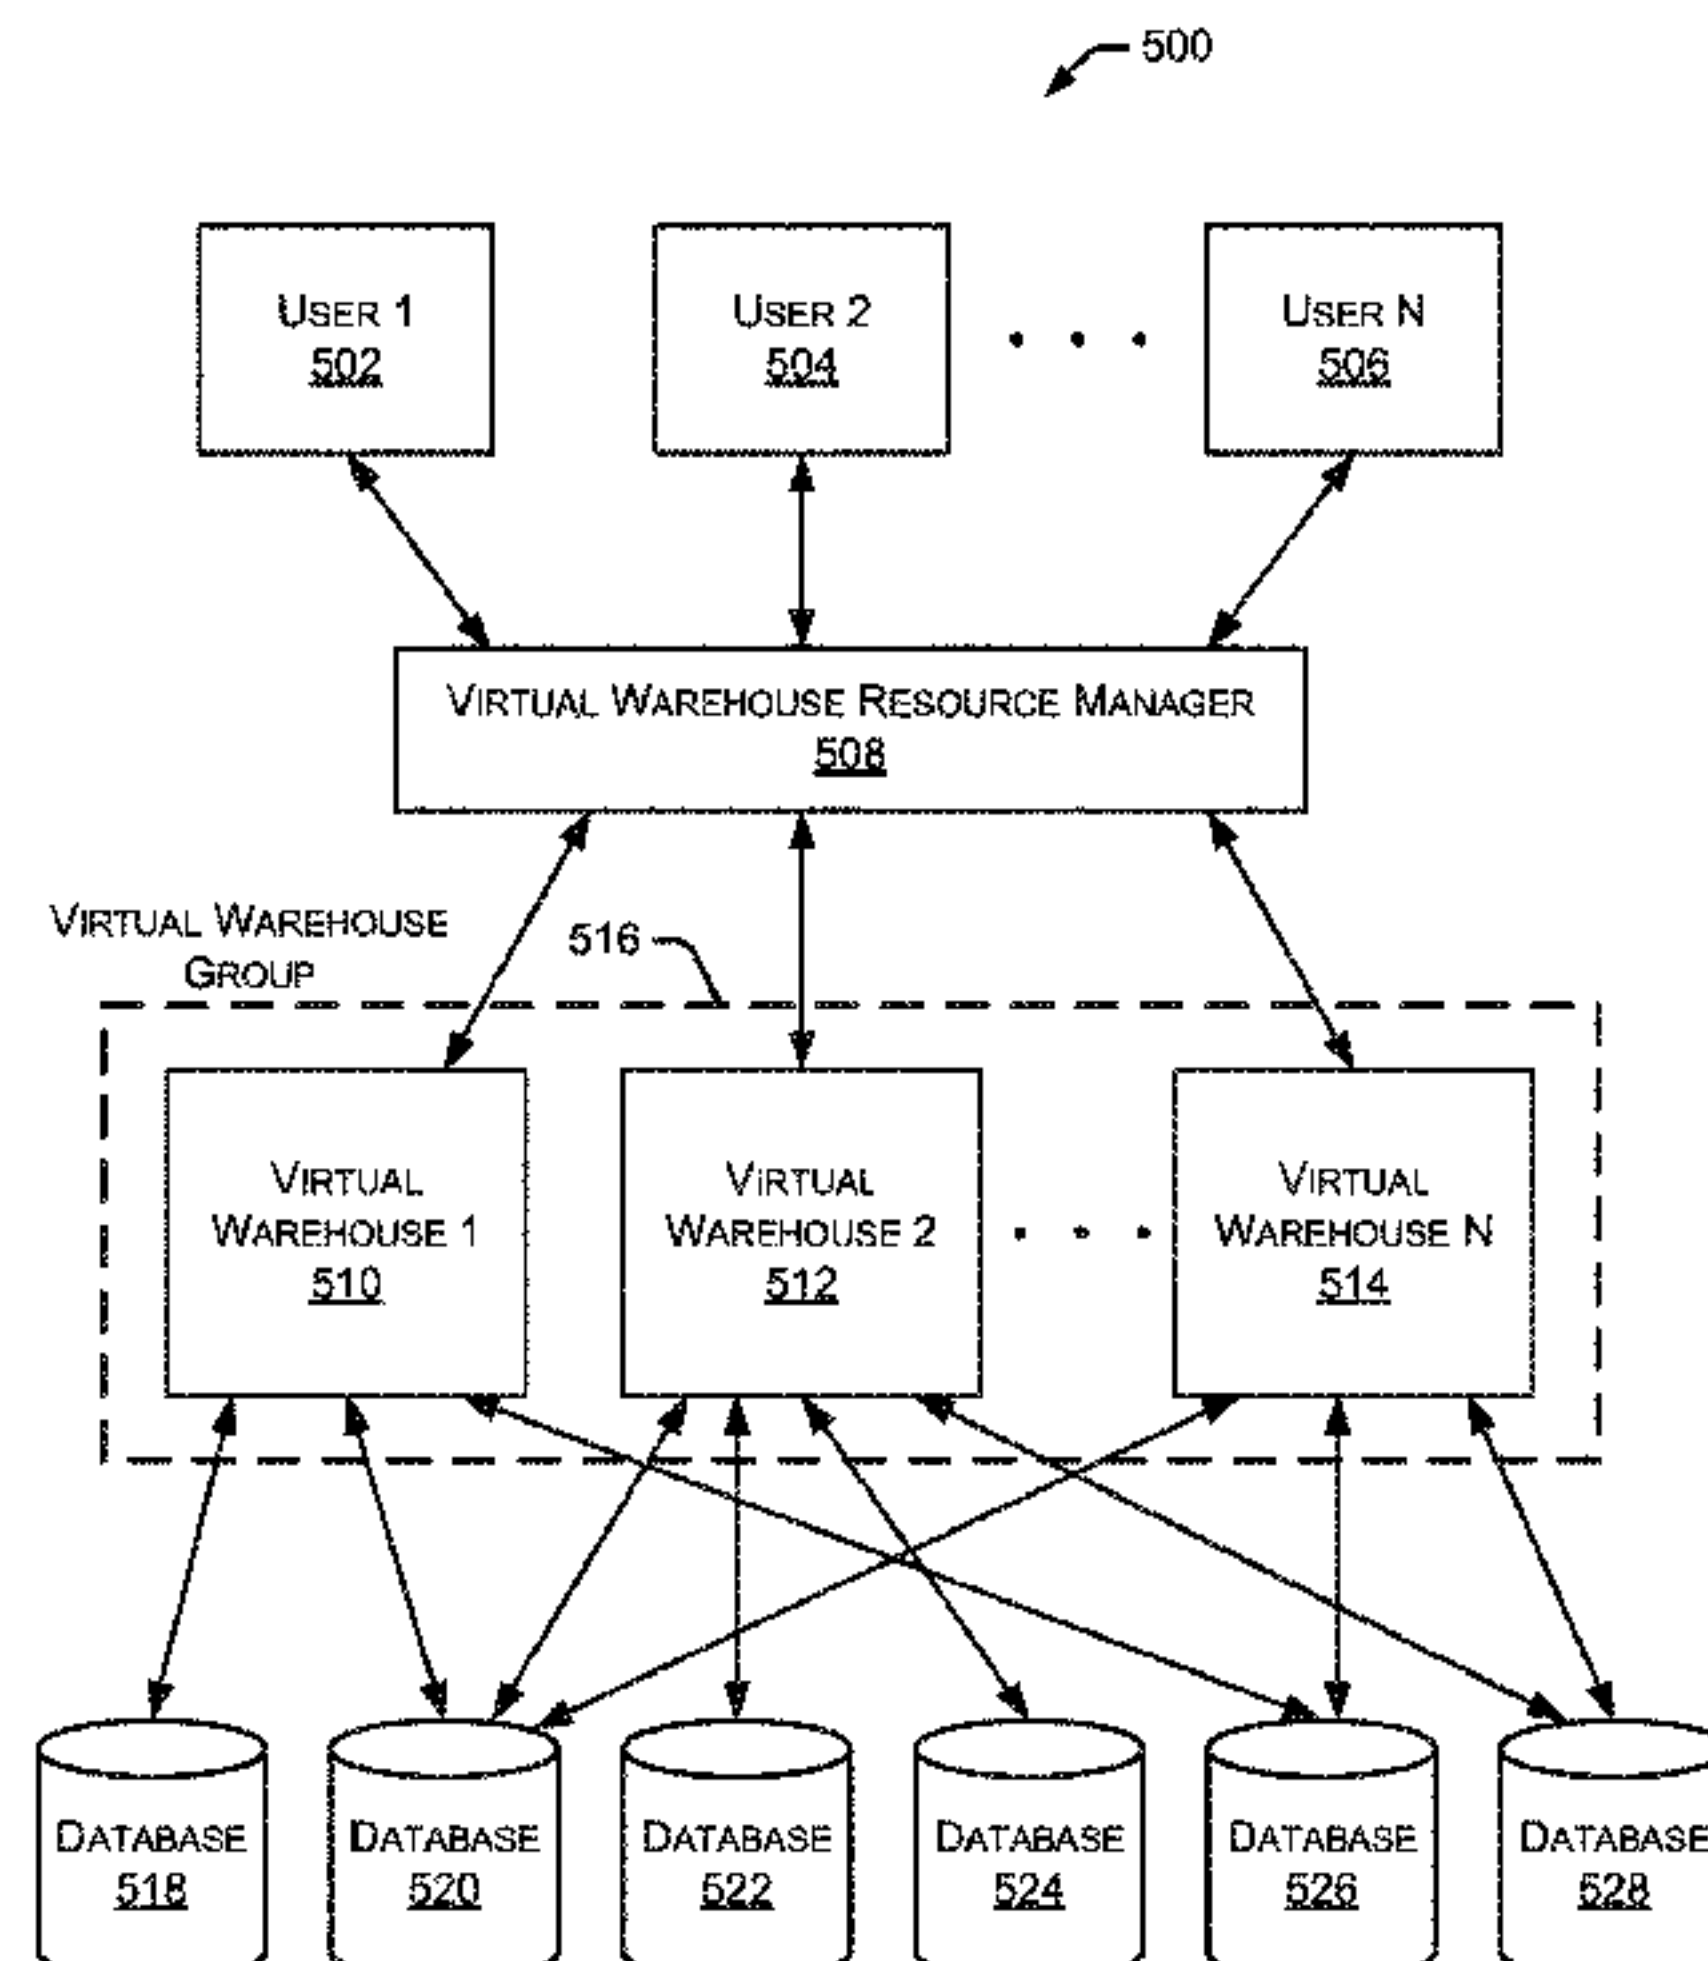 500
USER 1
502
USER 2
504
• • •
USER N
506
VIRTUAL WAREHOUSE RESOURCE MANAGER
508
VIRTUAL WAREHOUSE
GROUP
516
VIRTUAL
WAREHOUSE 1
510
VIRTUAL
WAREHOUSE 2
512
• • •
VIRTUAL
WAREHOUSE N
514
DATABASE
518
DATABASE
520
DATABASE
522
DATABASE
524
DATABASE
526
DATABASE
528